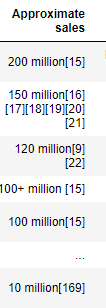 Approximate
sales
200 million[15]
150 million[16]
[17][18][19][20]
[21]
120 million[9]
[22]
100+ million [15]
100 million[15]
...
10 million[169]